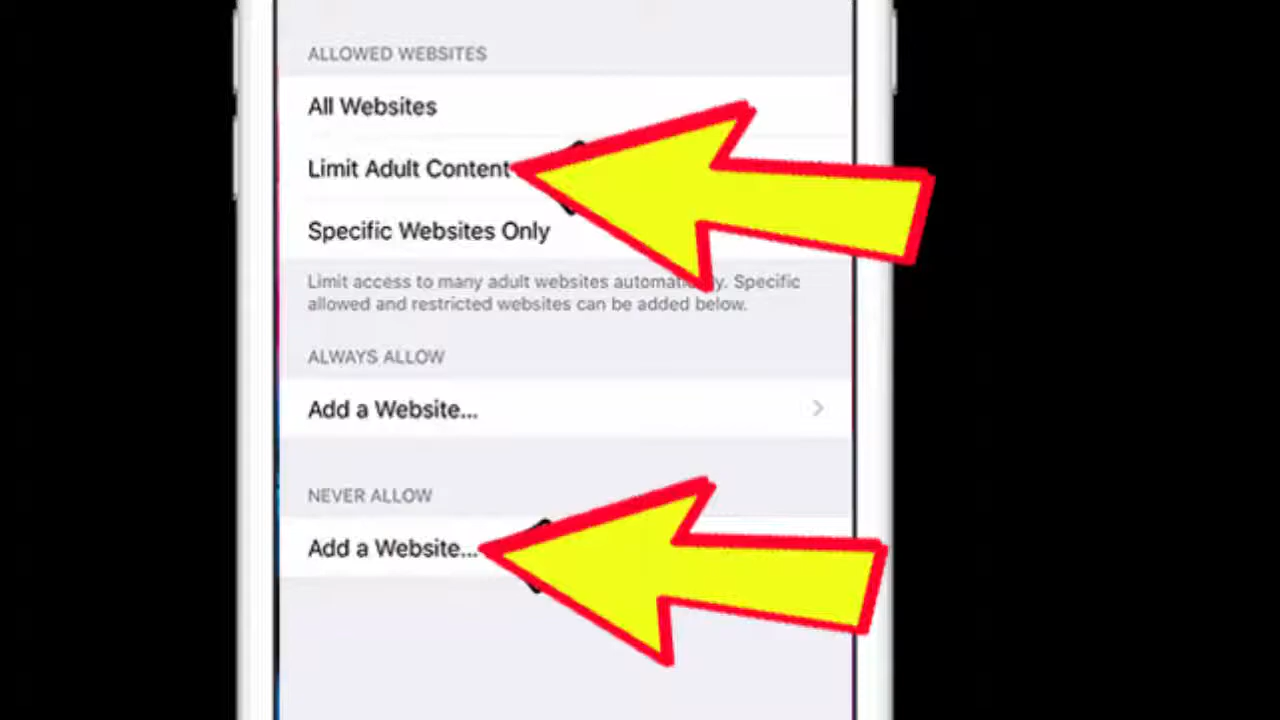 ALLOWED WEBSITES
All Websites
Limit Adult Content
Specific Websites Only
Limit access to many adult websites automatically. Specific
allowed and restricted websites can be added below.
ALWAYS ALLOW
Add a Website...
NEVER ALLOW
Add a Website...